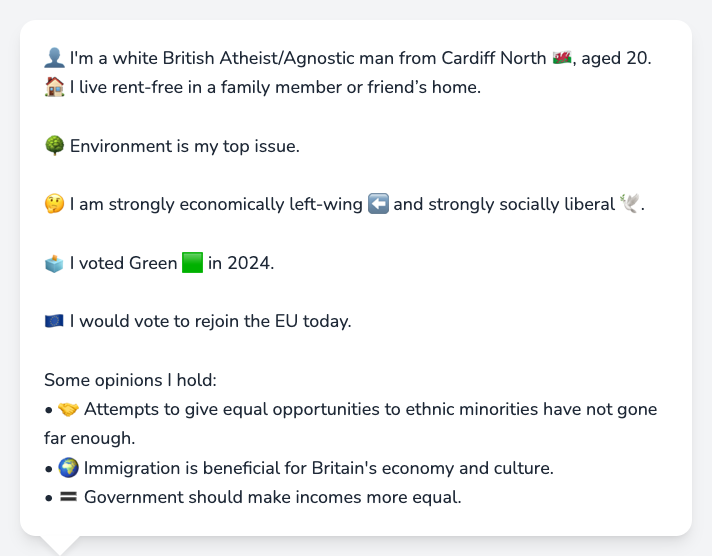 👤 I'm a white British Atheist/Agnostic man from Cardiff North 🏴󠁧󠁢󠁷󠁬󠁳󠁿, aged 20.
🏠 I live rent-free in a family member or friend’s home.
🌳 Environment is my top issue.
🤔 I am strongly economically left-wing ⬅️ and strongly socially liberal 🕊️.
🗳️ I voted Green 🟩 in 2024.
🇪🇺 I would vote to rejoin the EU today.
Some opinions I hold:
• 🤝 Attempts to give equal opportunities to ethnic minorities have not gone
far enough.
• 🌍 Immigration is beneficial for Britain's economy and culture.
• 🟰 Government should make incomes more equal.